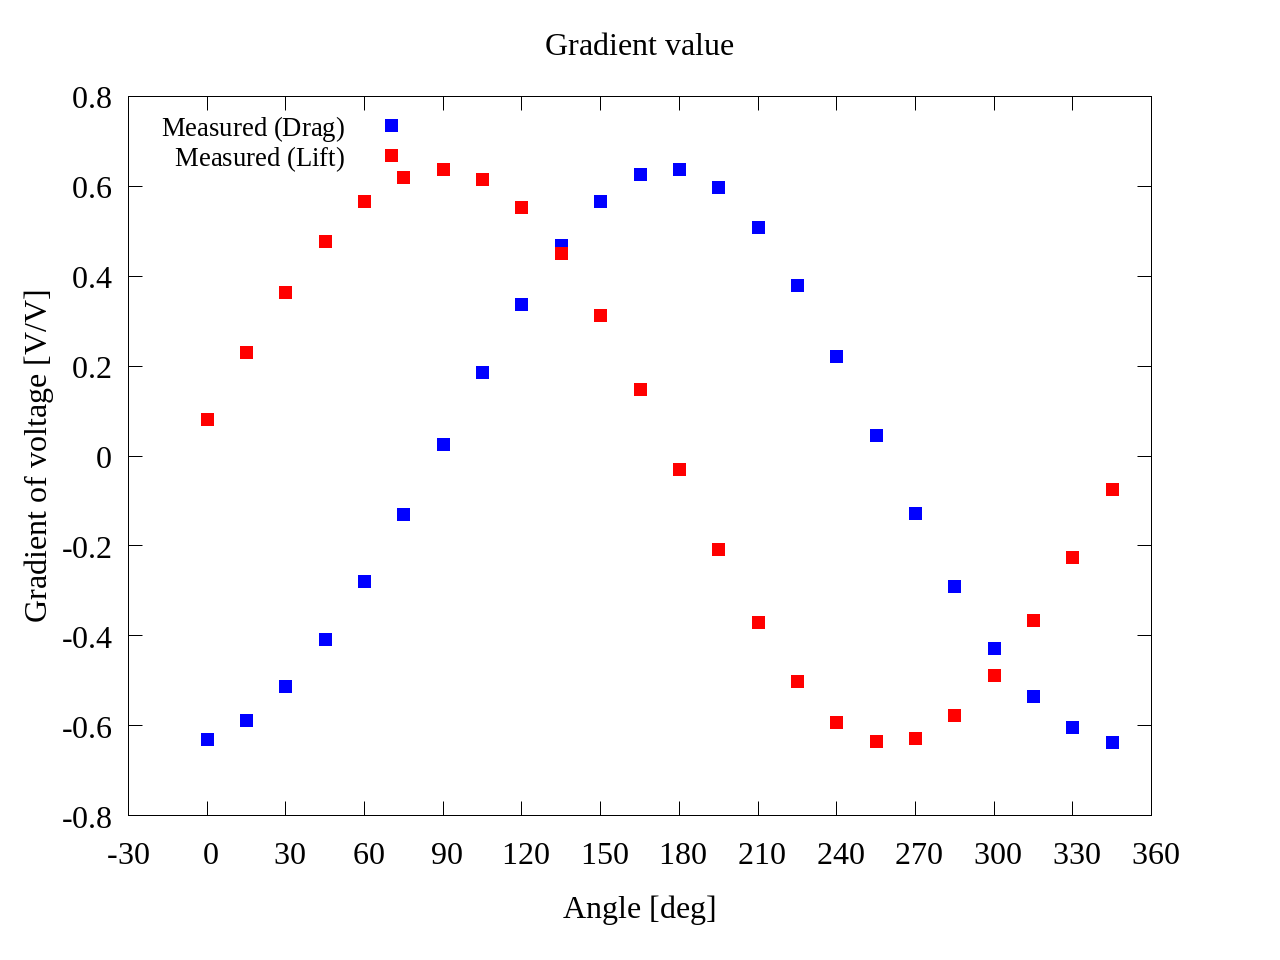 Gradient value
Measured (Drag)
Measured (Lift)
0.8
0.6
0.4
0.2
0
-0.2
-0.4
-0.6
-0.8
Gradient of voltage [V/V]
-30 0 30 60 90 120 150 180 210 240 270 300 330 360
Angle [deg]